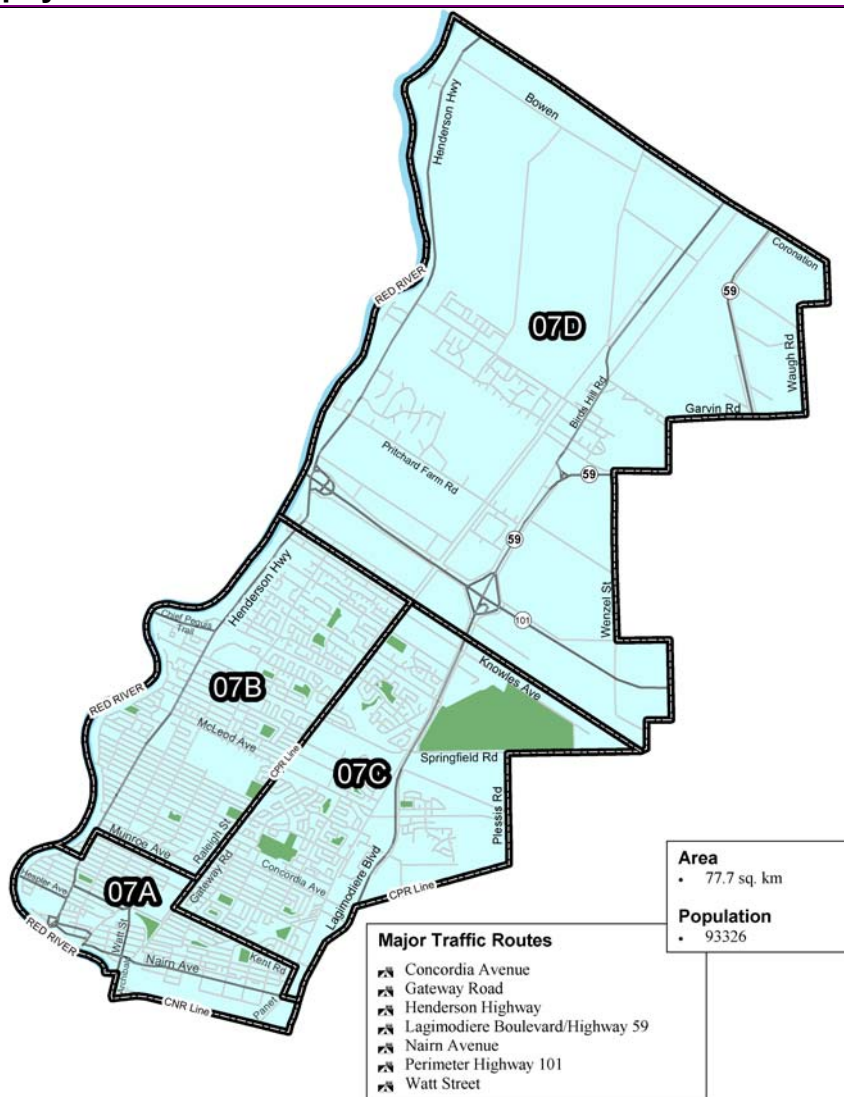 Henderson Hwy
Bowen
Coronation
RED RIVER
59
07D
Waugh Rd
Birds Hill Rd
Garvin Rd
Pritchard Farm Rd
59
59
Wenzel St
101
Henderson Hwy
Chief Peguis
Trail
Knowles Ave
07B
RED RIVER
McLeod Ave
CPR Line
07C
Springfield Rd
Plessis Rd
Munroe Ave
Raleigh St
Gateway Rd
Concordia Ave
Lagimodiere Blvd
CPR Line
Hespler Ave
07A
RED RIVER
Watt St
Nairn Ave
Kent Rd
Panet
CNR Line
Area
• 77.7 sq. km
Population
• 93326
Major Traffic Routes
Concordia Avenue
Gateway Road
Henderson Highway
Lagimodiere Boulevard/Highway 59
Nairn Avenue
Perimeter Highway 101
Watt Street